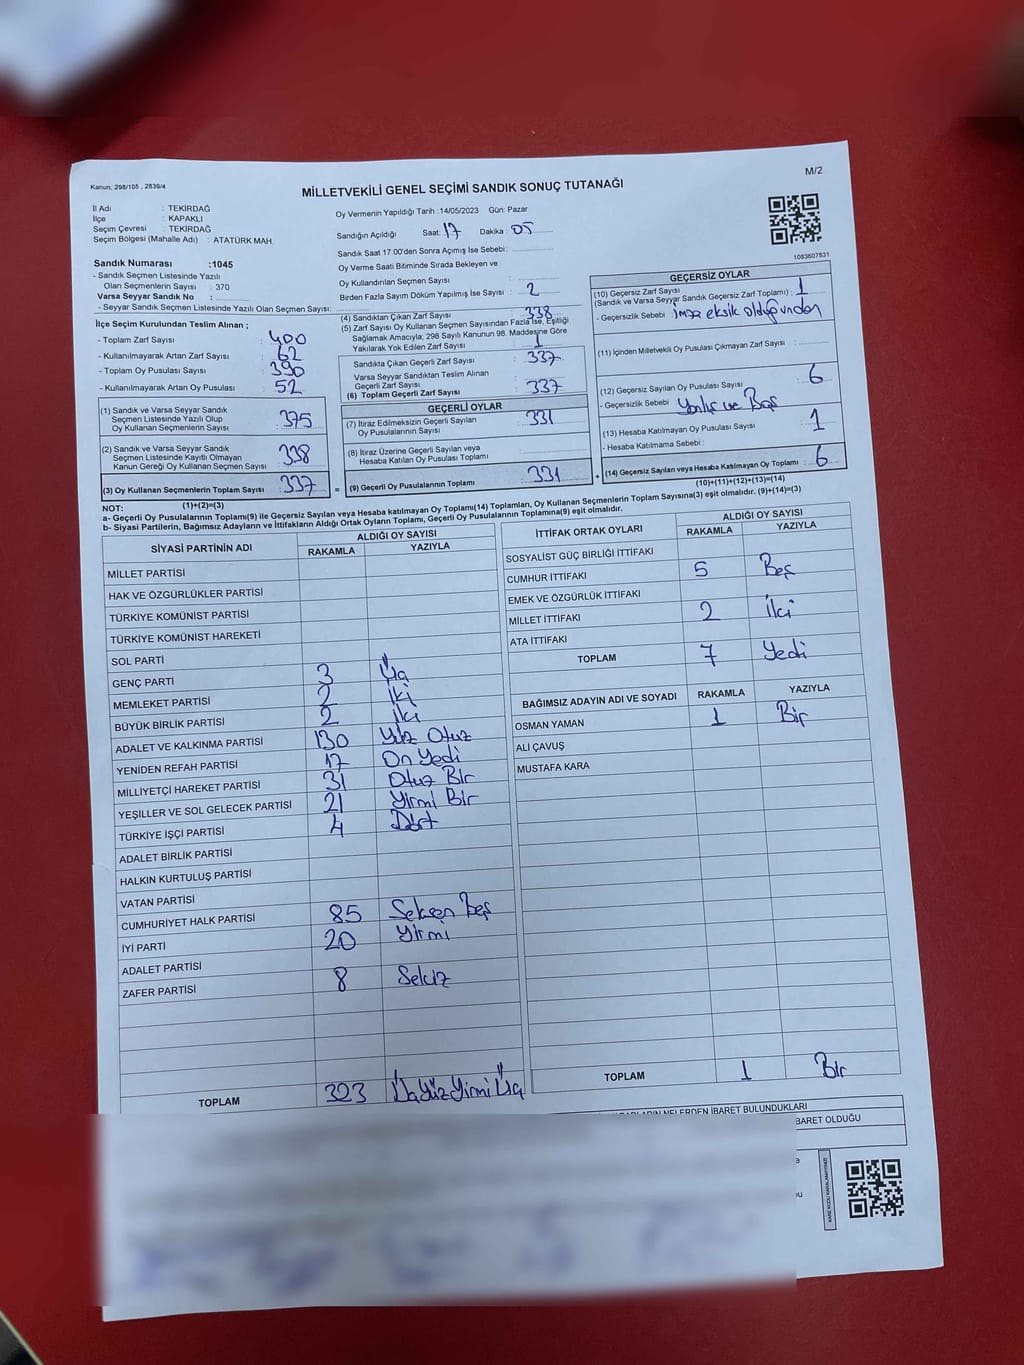 Kanun; 298/105 , 2839/4
M/2
MİLLETVEKİLİ GENEL SEÇİMİ SANDIK SONUÇ TUTANAĞI
İl Adı : TEKİRDAĞ
İlçe : KAPAKLI
Seçim Çevresi : TEKİRDAĞ
Seçim Bölgesi (Mahalle Adı) : ATATÜRK MAH.
Sandık Numarası :1045
- Sandık Seçmen Listesinde Yazılı
Olan Seçmenlerin Sayısı : 370
Varsa Seyyar Sandık No :
- Seyyar Sandık Seçmen Listesinde Yazılı Olan Seçmen Sayısı:
İlçe Seçim Kurulundan Teslim Alınan ;
- Toplam Zarf Sayısı : 400
- Kullanılmayarak Artan Zarf Sayısı : 62
- Toplam Oy Pusulası Sayısı : 390
- Kullanılmayarak Artan Oy Pusulası : 52
(1) Sandık ve Varsa Seyyar Sandık
Seçmen Listesinde Yazılı Olup
Oy Kullanan Seçmenlerin Sayısı : 375
(2) Sandık ve Varsa Seyyar Sandık
Seçmen Listesinde Kayıtlı Olmayan
Kanun Gereği Oy Kullanan Seçmen Sayısı : 338
(3) Oy Kullanan Seçmenlerin Toplam Sayısı : 337
(1)+(2)=(3)
Oy Vermenin Yapıldığı Tarih :14/05/2023 Gün: Pazar
Sandığın Açıldığı Saat: 17 Dakika : 05
Sandık Saat 17.00'den Sonra Açımış İse Sebebi :
Oy Verme Saati Bitiminde Sırada Bekleyen ve
Oy Kullandırılan Seçmen Sayısı :
Birden Fazla Sayım Döküm Yapılmış İse Sayısı : 2
(4) Sandıktan Çıkan Zarf Sayısı : 338
(5) Zarf Sayısı Oy Kullanan Seçmen Sayısından Fazla İse, Eşitliği
Sağlamak Amacıyla; 298 Sayılı Kanunun 98. Maddesine Göre
Yakılarak Yok Edilen Zarf Sayısı : 1
Sandıkta Çıkan Geçerli Zarf Sayısı : 337
Varsa Seyyar Sandıktan Teslim Alınan
Geçerli Zarf Sayısı
(6) Toplam Geçerli Zarf Sayısı : 337
GEÇERLİ OYLAR
(7) İtiraz Edilmeksizin Geçerli Sayılan
Oy Pusulalarının Sayısı : 331
(8) İtiraz Üzerine Geçerli Sayılan veya
Hesaba Katılan Oy Pusulası Toplamı :
= (9) Geçerli Oy Pusulalarının Toplamı : 331 +
1083607831
GEÇERSİZ OYLAR
(10) Geçersiz Zarf Sayısı
(Sandık ve Varsa Seyyar Sandık Geçersiz Zarf Toplamı) : 1
- Geçersizlik Sebebi : imza eksik olduğundan
(11) İçinden Milletvekili Oy Pusulası Çıkmayan Zarf Sayısı :
(12) Geçersiz Sayılan Oy Pusulası Sayısı : 6
- Geçersizlik Sebebi : Yanlış ve Boş
(13) Hesaba Katılmayan Oy Pusulası Sayısı : 1
- Hesaba Katılmama Sebebi :
(14) Geçersiz Sayılan veya Hesaba Katılmayan Oy Toplamı : 6
(10)+(11)+(12)+(13)=(14)
NOT:
a- Geçerli Oy Pusulalarının Toplamı(9) ile Geçersiz Sayılan veya Hesaba katılmayan Oy Toplamı(14) Toplamları, Oy Kullanan Seçmenlerin Toplam Sayısına(3) eşit olmalıdır. (9)+(14)=(3)
b- Siyasi Partilerin, Bağımsız Adayların ve İttifakların Aldığı Ortak Oyların Toplamı, Geçerli Oy Pusulalarının Toplamına(9) eşit olmalıdır.
SİYASİ PARTİNİN ADI ALDIĞI OY SAYISI
RAKAMLA YAZIYLA
MİLLET PARTİSİ
HAK VE ÖZGÜRLÜKLER PARTİSİ
TÜRKİYE KOMÜNİST PARTİSİ
TÜRKİYE KOMÜNİST HAREKETİ
SOL PARTİ
GENÇ PARTİ 3 Üç
MEMLEKET PARTİSİ 2 İki
BÜYÜK BİRLİK PARTİSİ 2 iki
ADALET VE KALKINMA PARTİSİ 130 Yüz Otuz
YENİDEN REFAH PARTİSİ 17 On Yedi
MİLLİYETÇİ HAREKET PARTİSİ 31 Otuz Bir
YEŞİLLER VE SOL GELECEK PARTİSİ 21 Yirmi Bir
TÜRKİYE İŞÇİ PARTİSİ 4 Dört
ADALET BİRLİK PARTİSİ
HALKIN KURTULUŞ PARTİSİ
VATAN PARTİSİ
CUMHURİYET HALK PARTİSİ 85 Seksen Beş
İYİ PARTİ 20 Yirmi
ADALET PARTİSİ
ZAFER PARTİSİ 8 Sekiz
TOPLAM 323 Üçyüz Yirmi Üç
İTTİFAK ORTAK OYLARI ALDIĞI OY SAYISI
RAKAMLA YAZIYLA
SOSYALİST GÜÇ BİRLİĞİ İTTİFAKI
CUMHUR İTTİFAKI 5 Beş
EMEK VE ÖZGÜRLÜK İTTİFAKI
MİLLET İTTİFAKI 2 İki
ATA İTTİFAKI
TOPLAM 7 Yedi
BAĞIMSIZ ADAYIN ADI VE SOYADI RAKAMLA YAZIYLA
OSMAN YAMAN 1 Bir
ALİ ÇAVUŞ
MUSTAFA KARA
TOPLAM 1 Bir
NELERDEN İBARET BULUNDUKLARI
BARET OLDUĞU